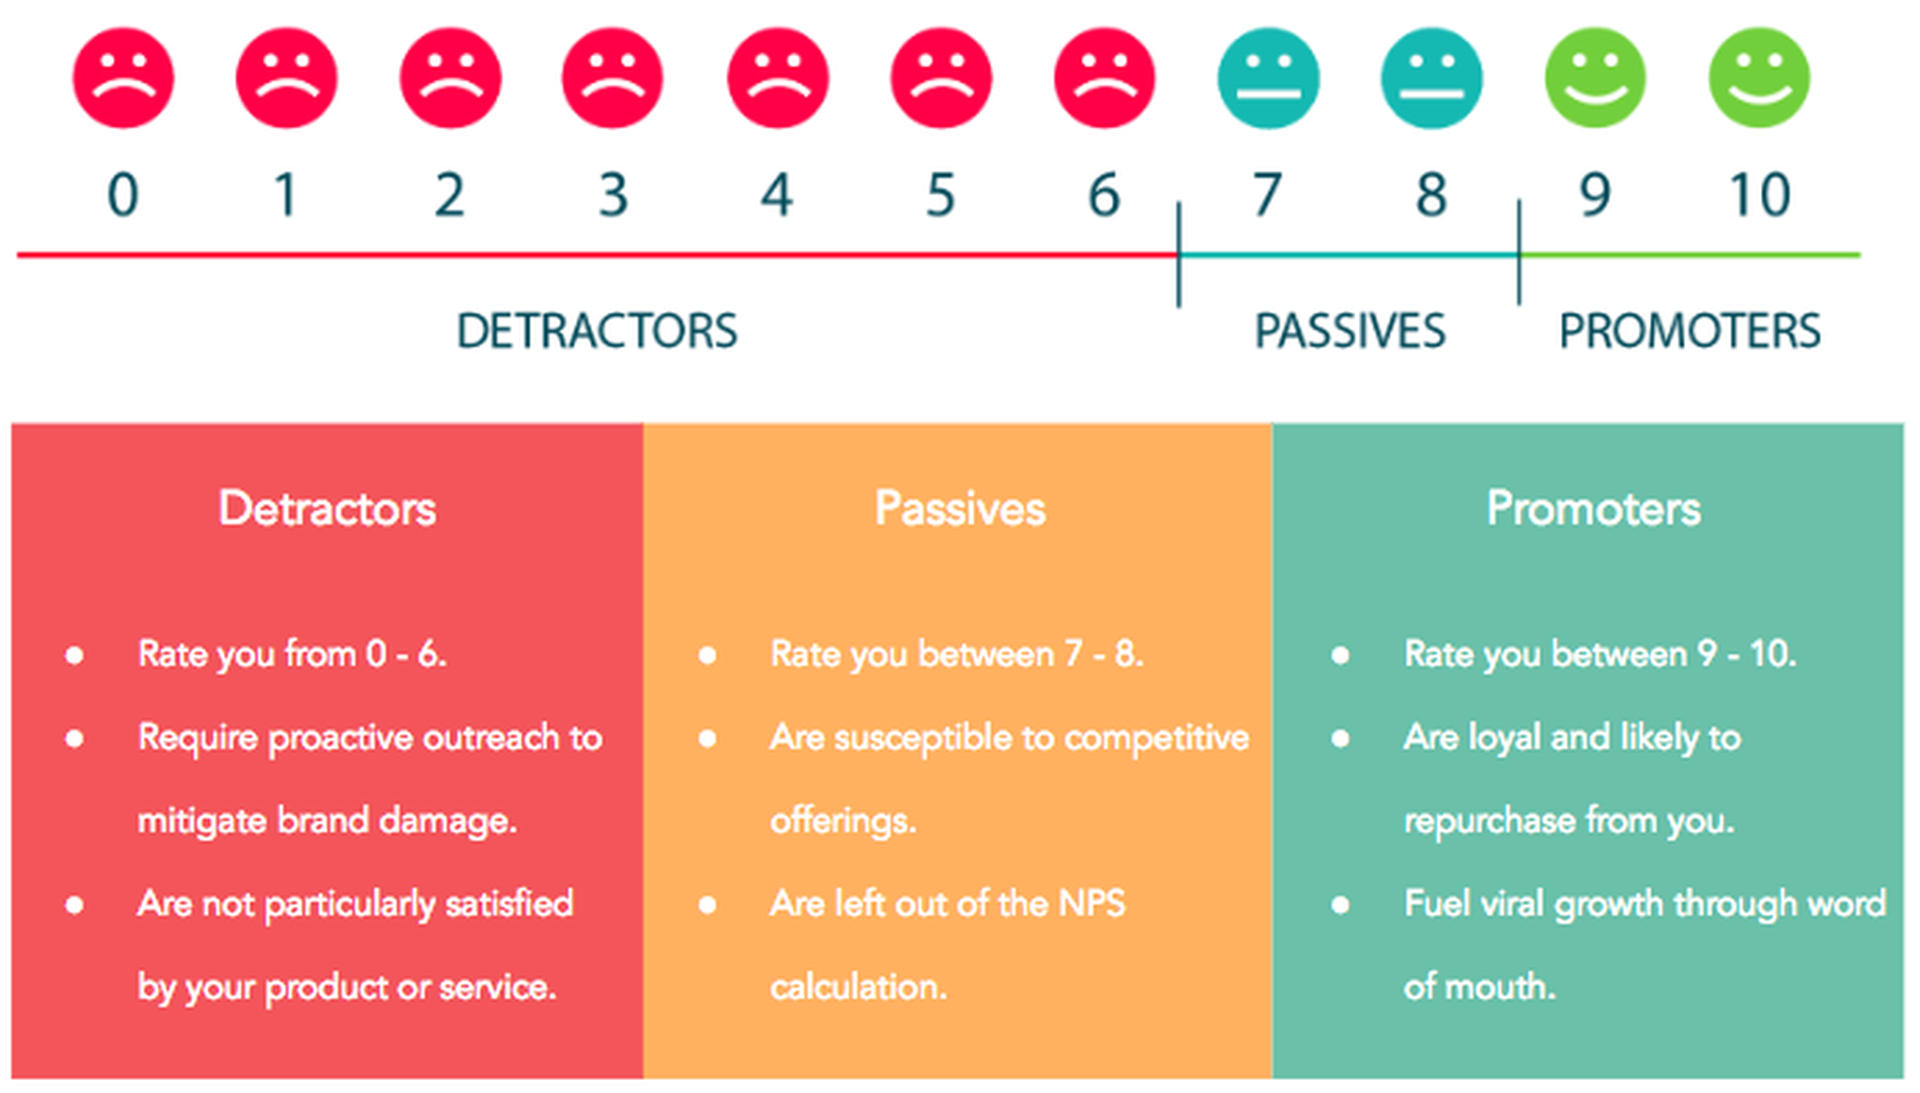 0 1 2 3 4 5 6 7 8 9 10
DETRACTORS PASSIVES PROMOTERS
Detractors
• Rate you from 0 - 6.
• Require proactive outreach to
mitigate brand damage.
• Are not particularly satisfied
by your product or service.
Passives
• Rate you between 7 - 8.
• Are susceptible to competitive
offerings.
• Are left out of the NPS
calculation.
Promoters
• Rate you between 9 - 10.
• Are loyal and likely to
repurchase from you.
• Fuel viral growth through word
of mouth.